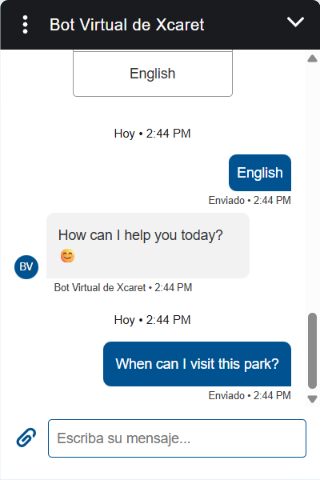 Bot Virtual de Xcaret
English
Hoy • 2:44 PM
English
Enviado • 2:44 PM
How can I help you today?
😊
BV
Bot Virtual de Xcaret • 2:44 PM
Hoy • 2:44 PM
When can I visit this park?
Enviado • 2:44 PM
Escriba su mensaje...